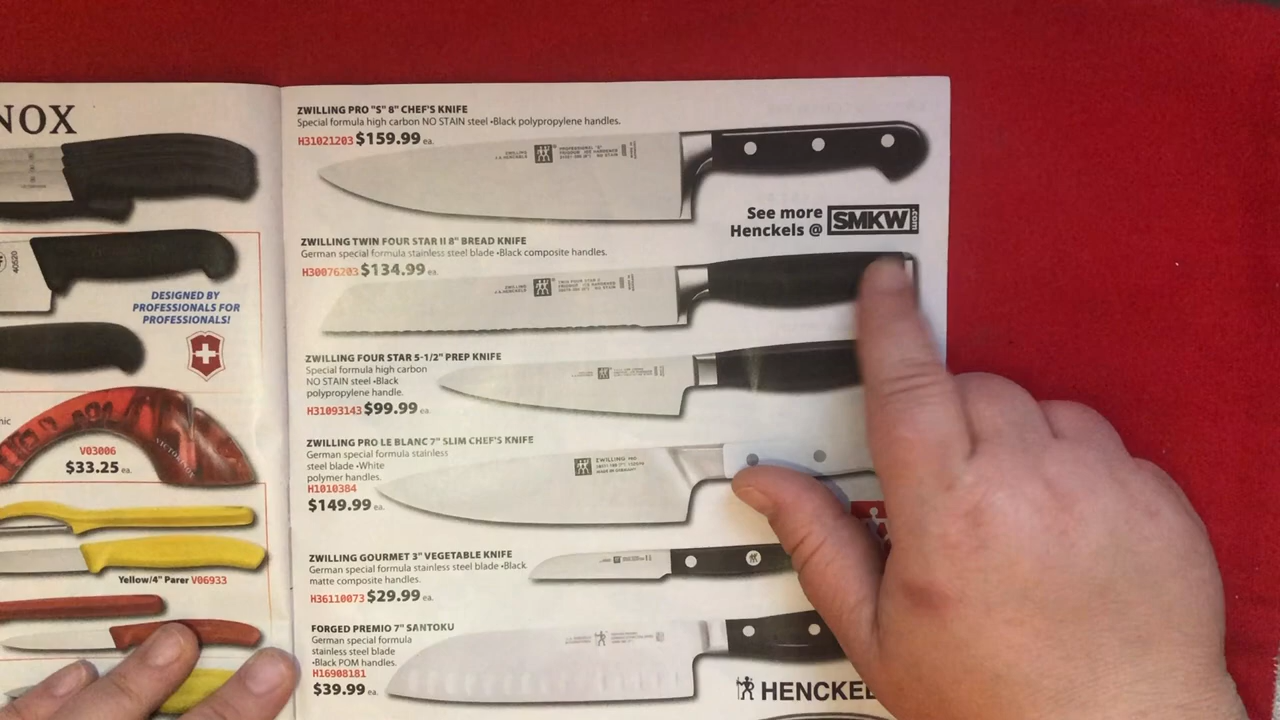 NOX
40520
DESIGNED BY
PROFESSIONALS FOR
PROFESSIONALS!
V03006
$33.25 ea.
Yellow/4" Parer V06933
ZWILLING PRO "S" 8" CHEF'S KNIFE
Special formula high carbon NO STAIN steel •Black polypropylene handles.
H31021203 $159.99 ea.
See more
Henckels @ SMKW.com
ZWILLING TWIN FOUR STAR II 8" BREAD KNIFE
German special formula stainless steel blade •Black composite handles.
H30076203 $134.99 ea.
ZWILLING FOUR STAR 5-1/2" PREP KNIFE
Special formula high carbon
NO STAIN steel •Black
polypropylene handle.
H31093143 $99.99 ea.
ZWILLING PRO LE BLANC 7" SLIM CHEF'S KNIFE
German special formula stainless
steel blade •White
polymer handles.
H1010384
$149.99 ea.
ZWILLING
ZWILLING GOURMET 3" VEGETABLE KNIFE
German special formula stainless steel blade •Black
matte composite handles.
H36110073 $29.99 ea.
FORGED PREMIO 7" SANTOKU
German special formula
stainless steel blade
•Black POM handles.
H16908181
$39.99 ea.
HENCKEL